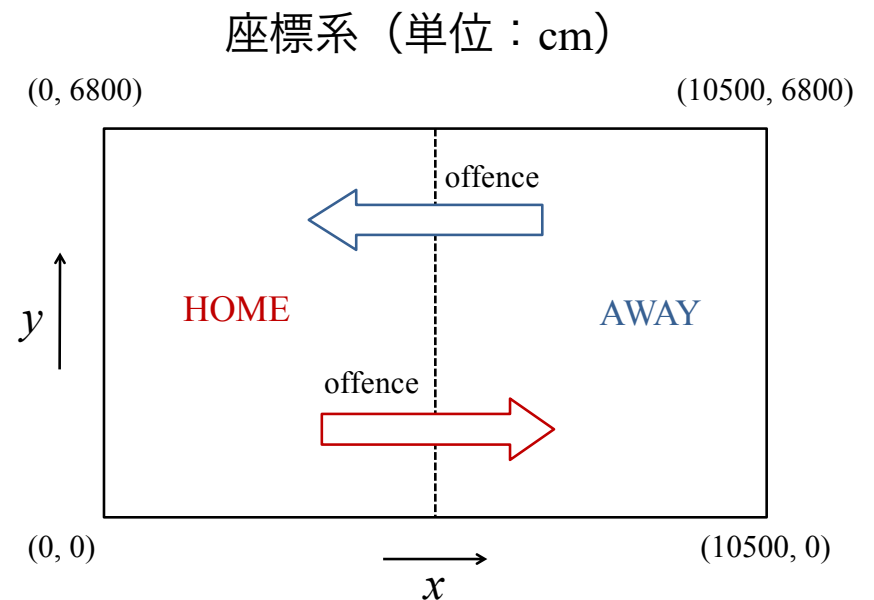 座標系（単位：cm）
(0, 6800)
(10500, 6800)
offence
HOME
AWAY
y
offence
(0, 0)
(10500, 0)
x